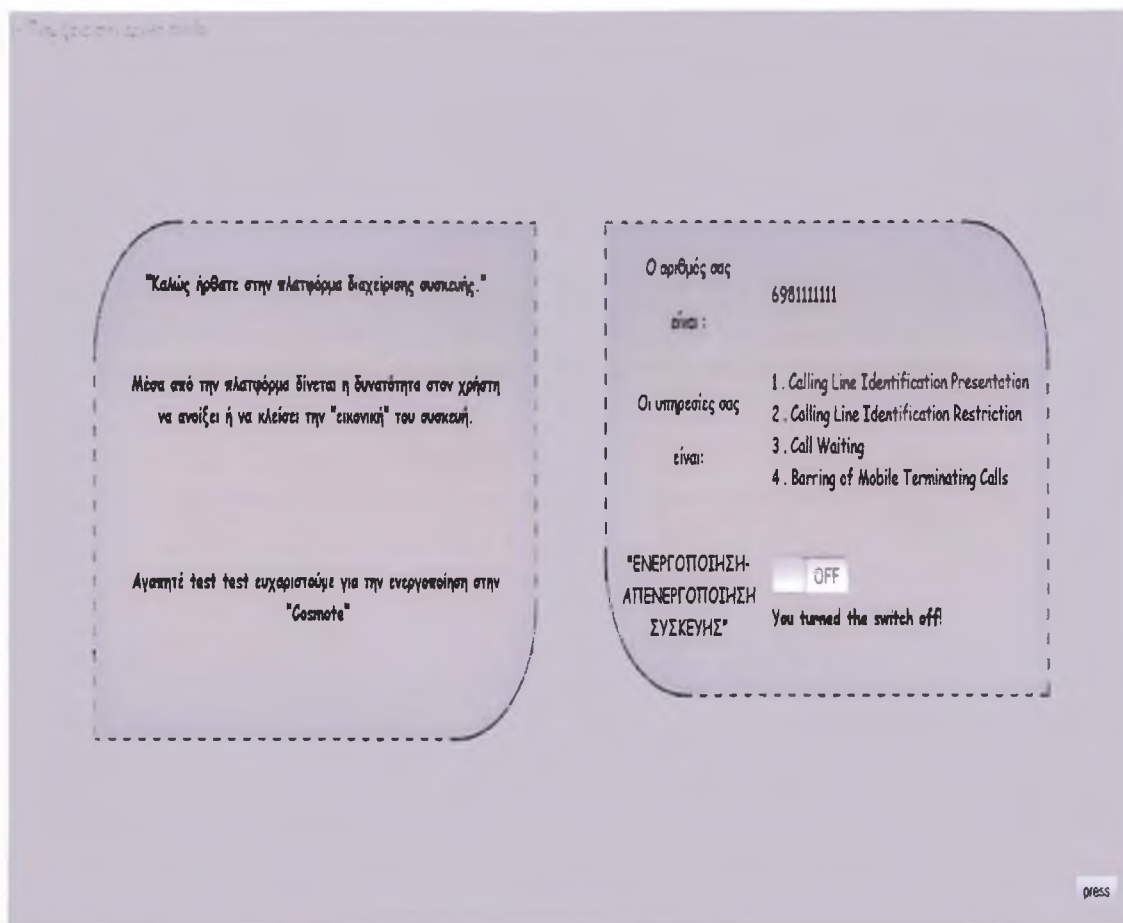 "Καλώς ήρθατε στην πλατφόρμα διαχείρισης συσκευής."
Μέσα από την πλατφόρμα δίνεται η δυνατότητα στον χρήστη
να ανοίξει ή να κλείσει την "εικονική" του συσκευή.
Αγαπητέ test test ευχαριστούμε για την ενεργοποίηση στην
"Cosmote"
Ο αριθμός σας
είναι :
6981111111
Οι υπηρεσίες σας
είναι:
1 . Calling Line Identification Presentation
2 . Calling Line Identification Restriction
3 . Call Waiting
4 . Barring of Mobile Terminating Calls
"ΕΝΕΡΓΟΠΟΙΗΣΗ-
ΑΠΕΝΕΡΓΟΠΟΙΗΣΗ
ΣΥΣΚΕΥΗΣ"
OFF
You turned the switch off!
press